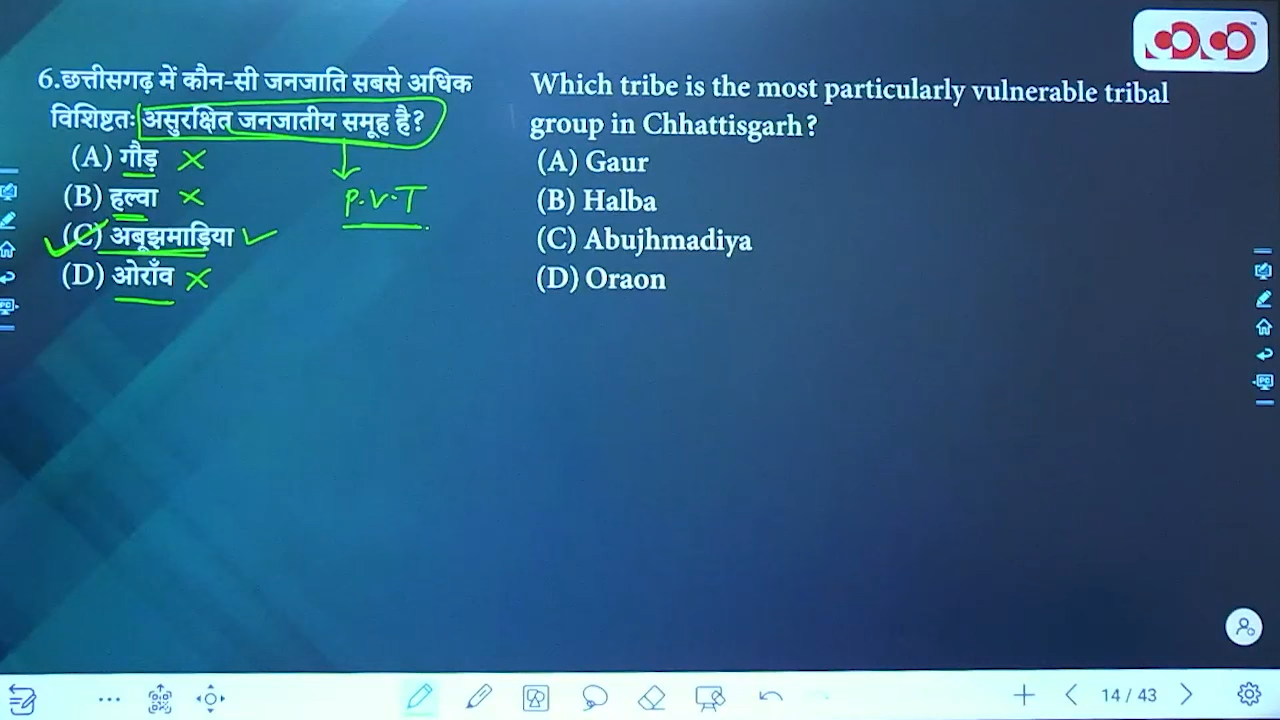 6.छत्तीसगढ़ में कौन-सी जनजाति सबसे अधिक
विशिष्टतः असुरक्षित जनजातीय समूह है?
(A) गौड़
(B) हल्वा
(C) अबूझमाड़िया
(D) ओराँव
P.V.T
Which tribe is the most particularly vulnerable tribal
group in Chhattisgarh?
(A) Gaur
(B) Halba
(C) Abujhmadiya
(D) Oraon
14 / 43